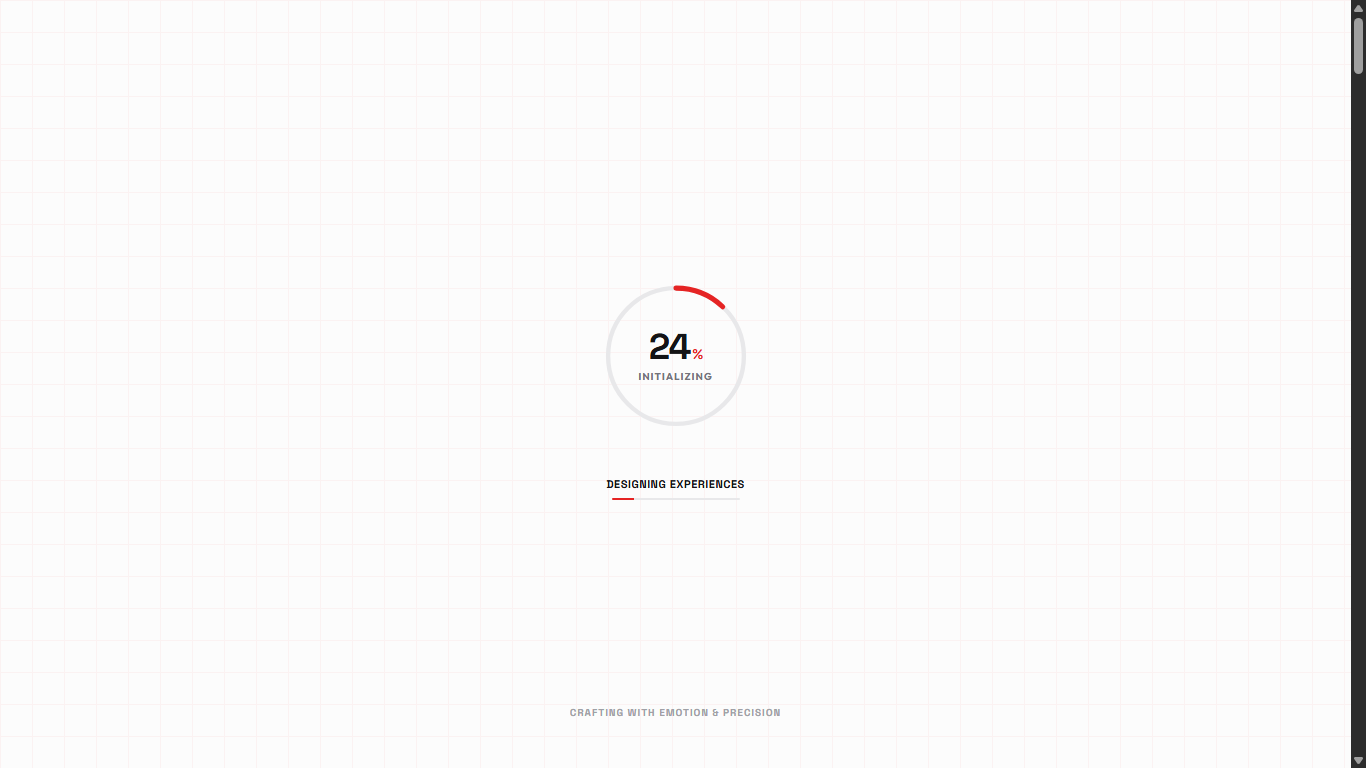 24%
INITIALIZING
DESIGNING EXPERIENCES
CRAFTING WITH EMOTION & PRECISION